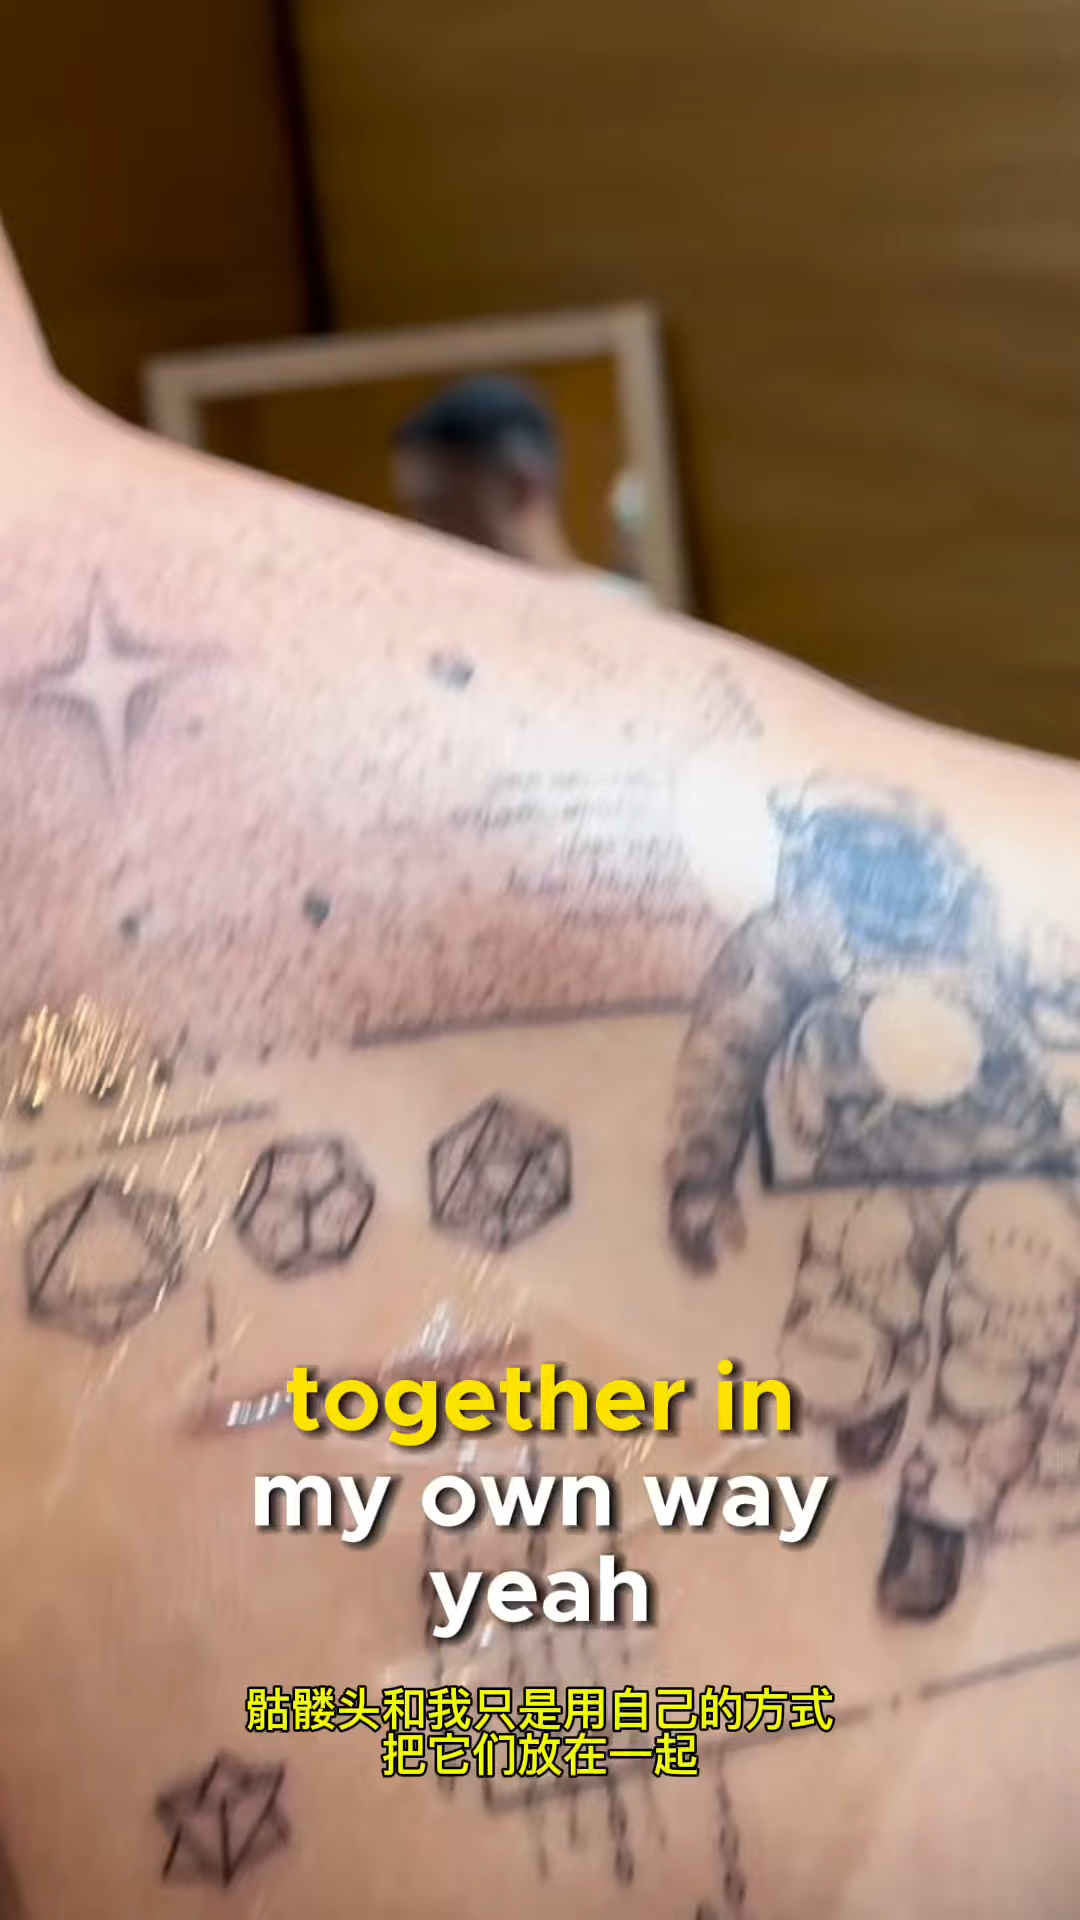 together in
my own way
yeah
骷髅头和我只是用自己的方式
把它们放在一起